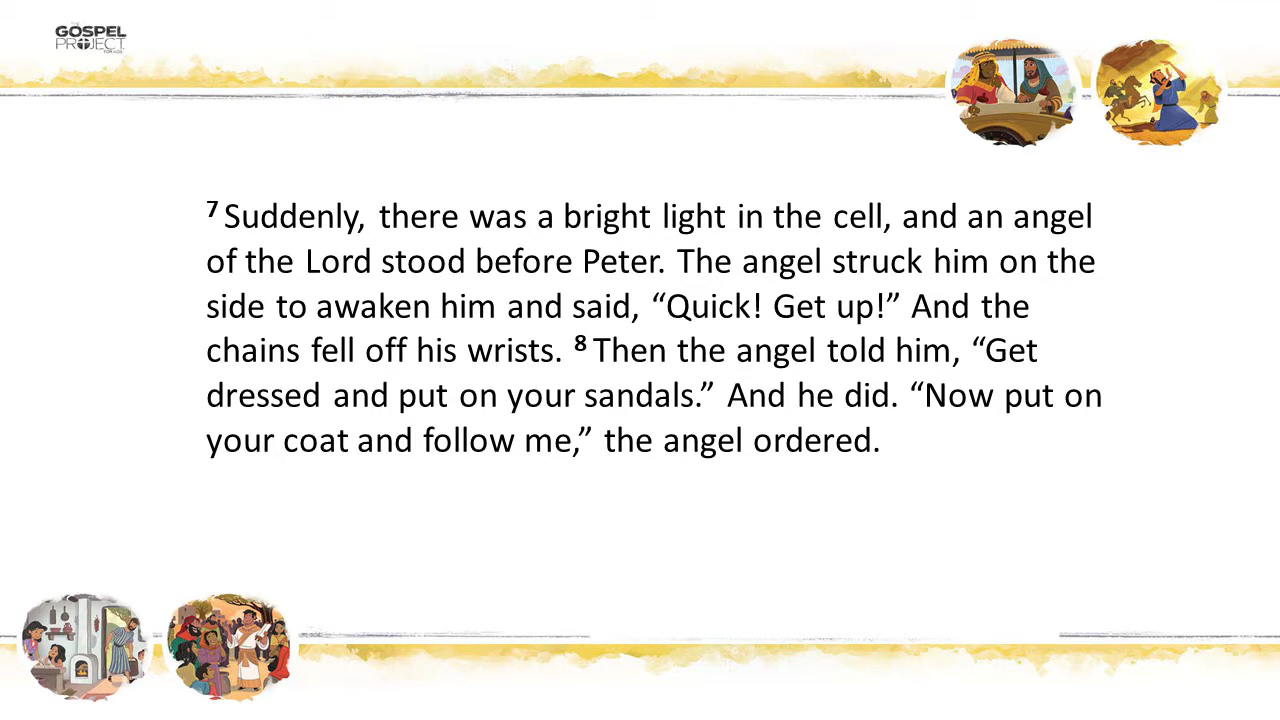 THE
GOSPEL
PROJECT
FOR KIDS
7 Suddenly, there was a bright light in the cell, and an angel
of the Lord stood before Peter. The angel struck him on the
side to awaken him and said, “Quick! Get up!” And the
chains fell off his wrists. 8 Then the angel told him, “Get
dressed and put on your sandals.” And he did. “Now put on
your coat and follow me,” the angel ordered.